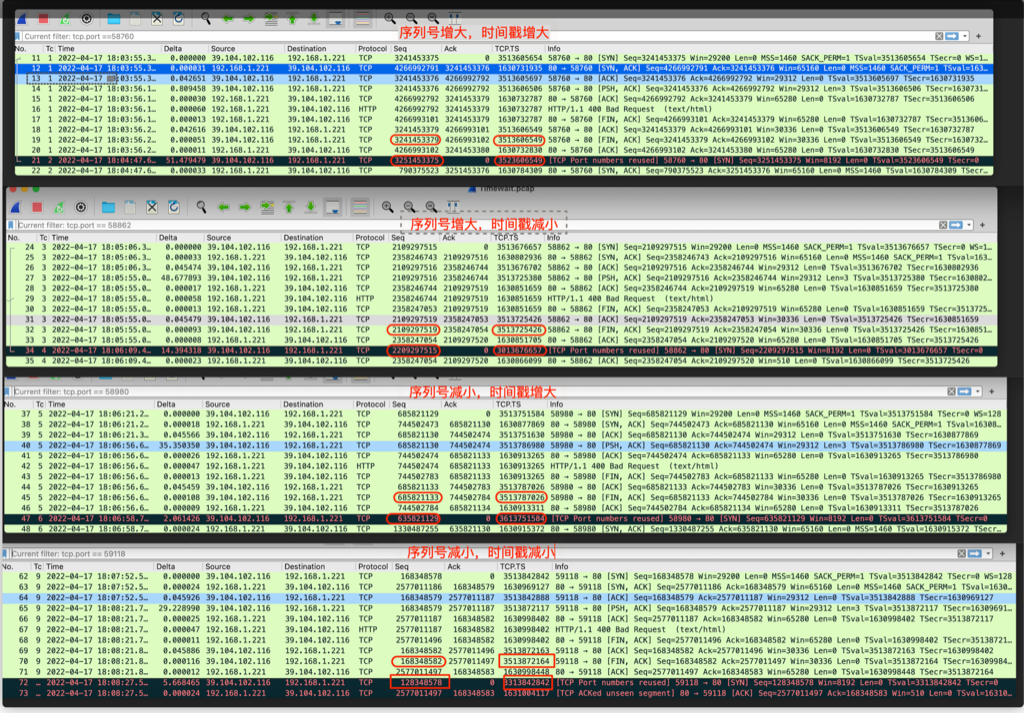 序列号增大，时间戳增大
Current filter: tcp.port ==58760
No. Tc Time Delta Source Destination Protocol Seq Ack TCP.TS Info
11 1 2022-04-17 18:03:55.3… 0.000000 39.104.102.116 192.168.1.221 TCP 3241453375 0 3513605654 58760 → 80 [SYN] Seq=3241453375 Win=29200 Len=0 MSS=1460 SACK_PERM=1 TSval=3513605654 TSecr=0 WS=1…
12 1 2022-04-17 18:03:55.3… 0.000031 192.168.1.221 39.104.102.116 TCP 4266992791 3241453376 1630731935 80 → 58760 [SYN, ACK] Seq=4266992791 Ack=3241453376 Win=65160 Len=0 MSS=1460 SACK_PERM=1 TSval=163…
13 1 2022-04-17 18:03:55.3… 0.042651 39.104.102.116 192.168.1.221 TCP 3241453376 4266992792 3513605697 58760 → 80 [ACK] Seq=3241453376 Ack=4266992792 Win=29312 Len=0 TSval=3513605697 TSecr=1630731935
14 1 2022-04-17 18:03:56.1… 0.809458 39.104.102.116 192.168.1.221 TCP 3241453376 4266992792 3513606506 58760 → 80 [PSH, ACK] Seq=3241453376 Ack=4266992792 Win=29312 Len=3 TSval=3513606506 TSecr=1630731…
15 1 2022-04-17 18:03:56.1… 0.000030 192.168.1.221 39.104.102.116 TCP 4266992792 3241453379 1630732787 80 → 58760 [ACK] Seq=4266992792 Ack=3241453379 Win=65280 Len=0 TSval=1630732787 TSecr=3513606506
16 1 2022-04-17 18:03:56.1… 0.000060 192.168.1.221 39.104.102.116 HTTP 4266992792 3241453379 1630732787 HTTP/1.1 400 Bad Request (text/html)
17 1 2022-04-17 18:03:56.1… 0.000013 192.168.1.221 39.104.102.116 TCP 4266993101 3241453379 1630732787 80 → 58760 [FIN, ACK] Seq=4266993101 Ack=3241453379 Win=65280 Len=0 TSval=1630732787 TSecr=3513606…
18 1 2022-04-17 18:03:56.2… 0.042616 39.104.102.116 192.168.1.221 TCP 3241453379 4266993101 3513606549 58760 → 80 [ACK] Seq=3241453379 Ack=4266993101 Win=30336 Len=0 TSval=3513606549 TSecr=1630732787
19 1 2022-04-17 18:03:56.2… 0.000052 39.104.102.116 192.168.1.221 TCP 3241453379 4266993102 3513606549 58760 → 80 [FIN, ACK] Seq=3241453379 Ack=4266993102 Win=30336 Len=0 TSval=3513606549 TSecr=1630732…
20 1 2022-04-17 18:03:56.2… 0.000011 192.168.1.221 39.104.102.116 TCP 4266993102 3241453380 1630732830 80 → 58760 [ACK] Seq=4266993102 Ack=3241453380 Win=65280 Len=0 TSval=1630732830 TSecr=3513606549
21 2 2022-04-17 18:04:47.6… 51.479479 39.104.102.116 192.168.1.221 TCP 3251453375 0 3523606549 [TCP Port numbers reused] 58760 → 80 [SYN] Seq=3251453375 Win=8192 Len=0 TSval=3523606549 TSecr=0
22 2 2022-04-17 18:04:47.6… 0.000033 192.168.1.221 39.104.102.116 TCP 790375523 3251453376 1630784309 80 → 58760 [SYN, ACK] Seq=790375523 Ack=3251453376 Win=65160 Len=0 MSS=1460 SACK_PERM=1 TSval=1630…
TimeWait.pcap
序列号增大，时间戳减小
Current filter: tcp.port == 58862
No. Tc Time Delta Source Destination Protocol Seq Ack TCP.TS Info
24 3 2022-04-17 18:05:06.3… 0.000000 39.104.102.116 192.168.1.221 TCP 2109297515 0 3513676657 58862 → 80 [SYN] Seq=2109297515 Win=29200 Len=0 MSS=1460 SACK_PERM=1 TSval=3513676657 TSecr=0 WS=1…
25 3 2022-04-17 18:05:06.3… 0.000033 192.168.1.221 39.104.102.116 TCP 2358246743 2109297516 1630802936 80 → 58862 [SYN, ACK] Seq=2358246743 Ack=2109297516 Win=65160 Len=0 MSS=1460 SACK_PERM=1 TSval=163…
26 3 2022-04-17 18:05:06.3… 0.045474 39.104.102.116 192.168.1.221 TCP 2109297516 2358246744 3513676702 58862 → 80 [ACK] Seq=2109297516 Ack=2358246744 Win=29312 Len=0 TSval=3513676702 TSecr=1630802936
27 3 2022-04-17 18:05:55.0… 48.677893 39.104.102.116 192.168.1.221 TCP 2109297516 2358246744 3513725380 58862 → 80 [PSH, ACK] Seq=2109297516 Ack=2358246744 Win=29312 Len=3 TSval=3513725380 TSecr=1630802…
28 3 2022-04-17 18:05:55.0… 0.000017 192.168.1.221 39.104.102.116 TCP 2358246744 2109297519 1630851659 80 → 58862 [ACK] Seq=2358246744 Ack=2109297519 Win=65280 Len=0 TSval=1630851659 TSecr=3513725380
29 3 2022-04-17 18:05:55.0… 0.000058 192.168.1.221 39.104.102.116 HTTP 2358246744 2109297519 1630851659 HTTP/1.1 400 Bad Request (text/html)
30 3 2022-04-17 18:05:55.0… 0.000033 192.168.1.221 39.104.102.116 TCP 2358247053 2109297519 1630851659 80 → 58862 [FIN, ACK] Seq=2358247053 Ack=2109297519 Win=65280 Len=0 TSval=1630851659 TSecr=3513725…
31 3 2022-04-17 18:05:55.0… 0.045479 39.104.102.116 192.168.1.221 TCP 2109297519 2358247053 3513725426 58862 → 80 [ACK] Seq=2109297519 Ack=2358247053 Win=30336 Len=0 TSval=3513725426 TSecr=1630851659
32 3 2022-04-17 18:05:55.0… 0.000093 39.104.102.116 192.168.1.221 TCP 2109297519 2358247054 3513725426 58862 → 80 [FIN, ACK] Seq=2109297519 Ack=2358247054 Win=30336 Len=0 TSval=3513725426 TSecr=1630851…
33 3 2022-04-17 18:05:55.0… 0.000007 192.168.1.221 39.104.102.116 TCP 2358247054 2109297520 1630851705 80 → 58862 [ACK] Seq=2358247054 Ack=2109297520 Win=65280 Len=0 TSval=1630851705 TSecr=3513725426
34 4 2022-04-17 18:06:09.4… 14.394318 39.104.102.116 192.168.1.221 TCP 2209297515 0 3013676657 [TCP Port numbers reused] 58862 → 80 [SYN] Seq=2209297515 Win=8192 Len=0 TSval=3013676657 TSecr=0
35 4 2022-04-17 18:06:09.4… 0.000023 192.168.1.221 39.104.102.116 TCP 2358247054 2109297520 1630866099 80 → 58862 [ACK] Seq=2358247054 Ack=2109297520 Win=510 Len=0 TSval=1630866099 TSecr=3513725426
序列号减小，时间戳增大
Current filter: tcp.port == 58980
No. Tc Time Delta Source Destination Protocol Seq Ack TCP.TS Info
37 5 2022-04-17 18:06:21.2… 0.000000 39.104.102.116 192.168.1.221 TCP 685821129 0 3513751584 58980 → 80 [SYN] Seq=685821129 Win=29200 Len=0 MSS=1460 SACK_PERM=1 TSval=3513751584 TSecr=0 WS=128
38 5 2022-04-17 18:06:21.2… 0.000018 192.168.1.221 39.104.102.116 TCP 744502473 685821130 1630877869 80 → 58980 [SYN, ACK] Seq=744502473 Ack=685821130 Win=65160 Len=0 MSS=1460 SACK_PERM=1 TSval=16308…
39 5 2022-04-17 18:06:21.2… 0.045566 39.104.102.116 192.168.1.221 TCP 685821130 744502474 3513751630 58980 → 80 [ACK] Seq=685821130 Ack=744502474 Win=29312 Len=0 TSval=3513751630 TSecr=1630877869
40 5 2022-04-17 18:06:56.6… 35.350350 39.104.102.116 192.168.1.221 TCP 685821130 744502474 3513786980 58980 → 80 [PSH, ACK] Seq=685821130 Ack=744502474 Win=29312 Len=3 TSval=3513786980 TSecr=1630877869
41 5 2022-04-17 18:06:56.6… 0.000026 192.168.1.221 39.104.102.116 TCP 744502474 685821133 1630913265 80 → 58980 [ACK] Seq=744502474 Ack=685821133 Win=65280 Len=0 TSval=1630913265 TSecr=3513786980
42 5 2022-04-17 18:06:56.6… 0.000047 192.168.1.221 39.104.102.116 HTTP 744502474 685821133 1630913265 HTTP/1.1 400 Bad Request (text/html)
43 5 2022-04-17 18:06:56.6… 0.000013 192.168.1.221 39.104.102.116 TCP 744502783 685821133 1630913265 80 → 58980 [FIN, ACK] Seq=744502783 Ack=685821133 Win=65280 Len=0 TSval=1630913265 TSecr=3513786980
44 5 2022-04-17 18:06:56.6… 0.045459 39.104.102.116 192.168.1.221 TCP 685821133 744502783 3513787026 58980 → 80 [ACK] Seq=685821133 Ack=744502783 Win=30336 Len=0 TSval=3513787026 TSecr=1630913265
45 5 2022-04-17 18:06:56.6… 0.000108 39.104.102.116 192.168.1.221 TCP 685821133 744502784 3513787026 58980 → 80 [FIN, ACK] Seq=685821133 Ack=744502784 Win=30336 Len=0 TSval=3513787026 TSecr=1630913265
46 5 2022-04-17 18:06:56.6… 0.000009 192.168.1.221 39.104.102.116 TCP 744502784 685821134 1630913311 80 → 58980 [ACK] Seq=744502784 Ack=685821134 Win=65280 Len=0 TSval=1630913311 TSecr=3513787026
47 6 2022-04-17 18:06:58.7… 2.061426 39.104.102.116 192.168.1.221 TCP 635821129 0 3613751584 [TCP Port numbers reused] 58980 → 80 [SYN] Seq=635821129 Win=8192 Len=0 TSval=3613751584 TSecr=0
48 6 2022-04-17 18:06:58.7… 0.000024 192.168.1.221 39.104.102.116 TCP 1330487255 635821130 1630915372 80 → 58980 [SYN, ACK] Seq=1330487255 Ack=635821130 Win=65160 Len=0 MSS=1460 SACK_PERM=1 TSval=1630…
序列号减小，时间戳减小
Current filter: tcp.port == 59118
No. Tc Time Delta Source Destination Protocol Seq Ack TCP.TS Info
62 9 2022-04-17 18:07:52.5… 0.000000 39.104.102.116 192.168.1.221 TCP 168348578 0 3513842842 59118 → 80 [SYN] Seq=168348578 Win=29200 Len=0 MSS=1460 SACK_PERM=1 TSval=3513842842 TSecr=0 WS=128
63 9 2022-04-17 18:07:52.5… 0.000024 192.168.1.221 39.104.102.116 TCP 2577011186 168348579 1630969127 80 → 59118 [SYN, ACK] Seq=2577011186 Ack=168348579 Win=65160 Len=0 MSS=1460 SACK_PERM=1 TSval=1630…
64 9 2022-04-17 18:07:52.5… 0.045926 39.104.102.116 192.168.1.221 TCP 168348579 2577011187 3513842888 59118 → 80 [ACK] Seq=168348579 Ack=2577011187 Win=29312 Len=0 TSval=3513842888 TSecr=1630969127
65 9 2022-04-17 18:08:21.7… 29.228990 39.104.102.116 192.168.1.221 TCP 168348579 2577011187 3513872117 59118 → 80 [PSH, ACK] Seq=168348579 Ack=2577011187 Win=29312 Len=3 TSval=3513872117 TSecr=16309691…
66 9 2022-04-17 18:08:21.8… 0.000025 192.168.1.221 39.104.102.116 TCP 2577011187 168348582 1630998402 80 → 59118 [ACK] Seq=2577011187 Ack=168348582 Win=65280 Len=0 TSval=1630998402 TSecr=3513872117
67 9 2022-04-17 18:08:21.8… 0.000047 192.168.1.221 39.104.102.116 HTTP 2577011187 168348582 1630998402 HTTP/1.1 400 Bad Request (text/html)
68 9 2022-04-17 18:08:21.8… 0.000011 192.168.1.221 39.104.102.116 TCP 2577011496 168348582 1630998402 80 → 59118 [FIN, ACK] Seq=2577011496 Ack=168348582 Win=65280 Len=0 TSval=1630998402 TSecr=35138721…
69 9 2022-04-17 18:08:21.8… 0.045886 39.104.102.116 192.168.1.221 TCP 168348582 2577011496 3513872163 59118 → 80 [ACK] Seq=168348582 Ack=2577011496 Win=30336 Len=0 TSval=3513872163 TSecr=1630998402
70 9 2022-04-17 18:08:21.8… 0.000116 39.104.102.116 192.168.1.221 TCP 168348582 2577011497 3513872164 59118 → 80 [FIN, ACK] Seq=168348582 Ack=2577011497 Win=30336 Len=0 TSval=3513872164 TSecr=16309984…
71 9 2022-04-17 18:08:21.8… 0.000012 192.168.1.221 39.104.102.116 TCP 2577011497 168348583 1630998448 80 → 59118 [ACK] Seq=2577011497 Ack=168348583 Win=65280 Len=0 TSval=1630998448 TSecr=3513872164
72 … 2022-04-17 18:08:27.5… 5.668465 39.104.102.116 192.168.1.221 TCP 128348578 0 3313842842 [TCP Port numbers reused] 59118 → 80 [SYN] Seq=128348578 Win=8192 Len=0 TSval=3313842842 TSecr=0
73 … 2022-04-17 18:08:27.5… 0.000024 192.168.1.221 39.104.102.116 TCP 2577011497 168348583 1631004117 [TCP ACKed unseen segment] 80 → 59118 [ACK] Seq=2577011497 Ack=168348583 Win=510 Len=0 TSval=16310…